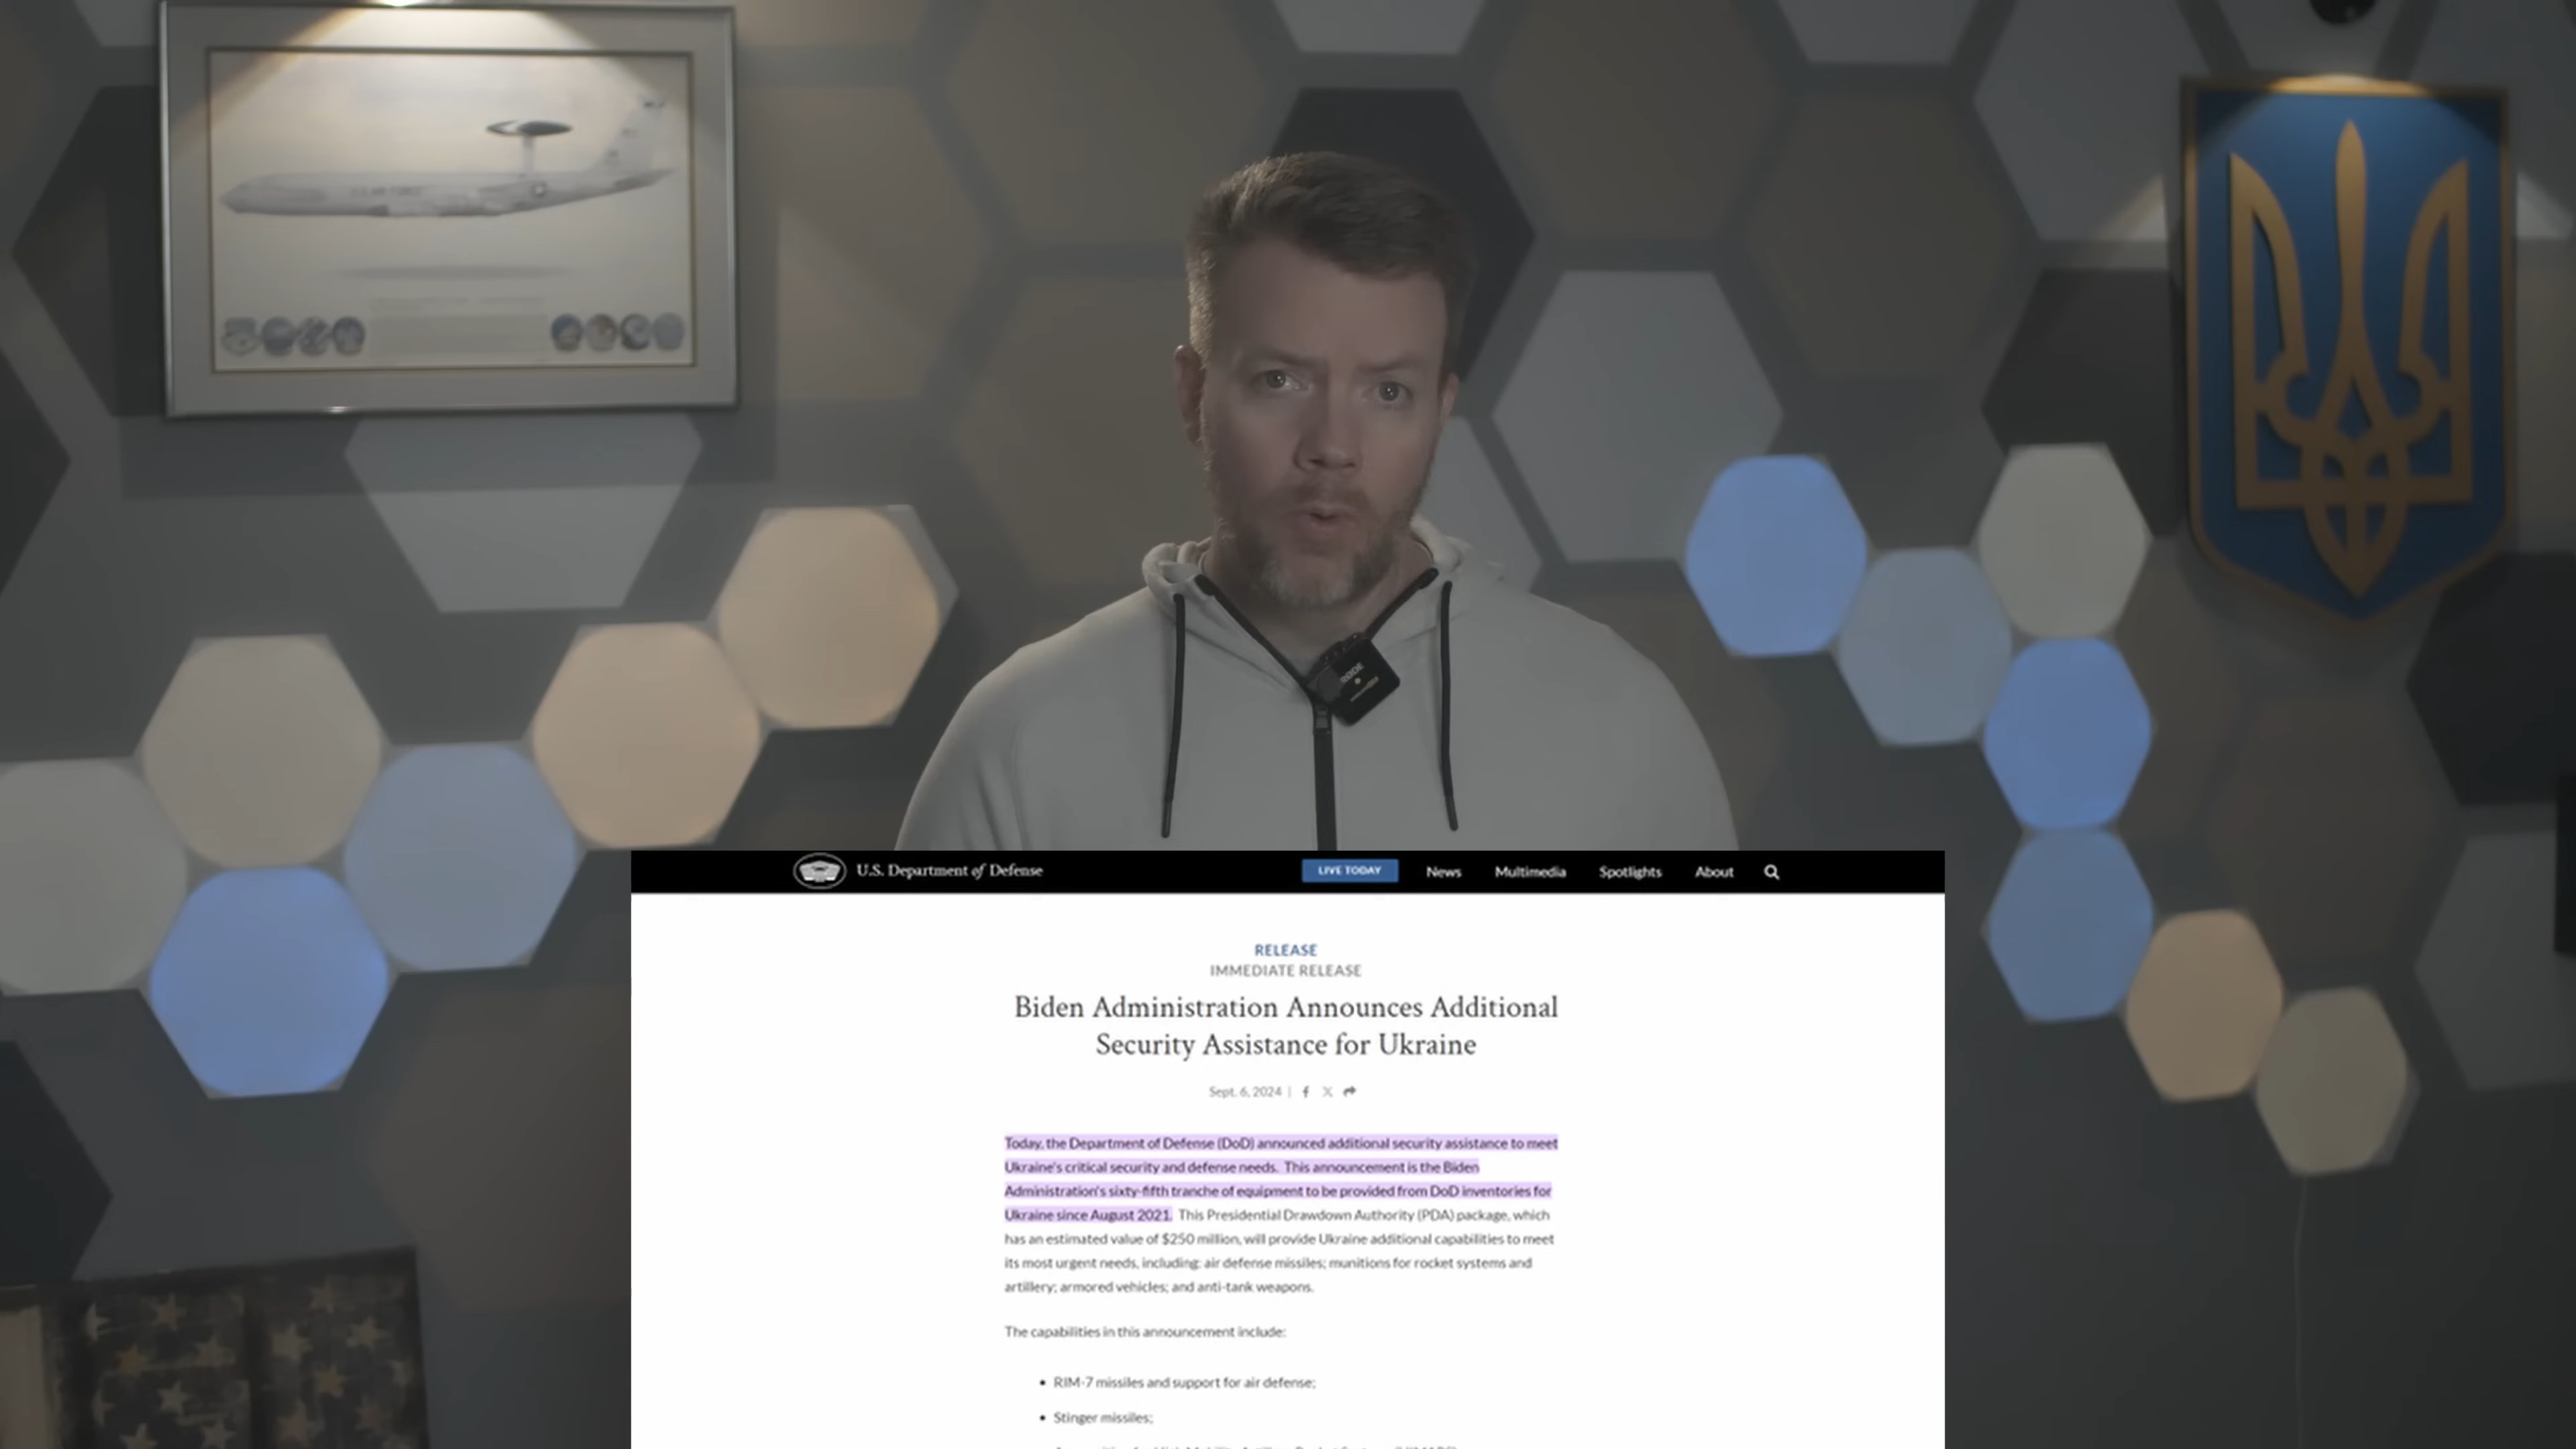 U.S. AIR FORCE
RODE
U.S. Department of Defense
LIVE TODAY
News
Multimedia
Spotlights
About
RELEASE
IMMEDIATE RELEASE
Biden Administration Announces Additional
Security Assistance for Ukraine
Sept. 6, 2024 |
Today, the Department of Defense (DoD) announced additional security assistance to meet
Ukraine's critical security and defense needs. This announcement is the Biden
Administration's sixty-fifth tranche of equipment to be provided from DoD inventories for
Ukraine since August 2021. This Presidential Drawdown Authority (PDA) package, which
has an estimated value of $250 million, will provide Ukraine additional capabilities to meet
its most urgent needs, including: air defense missiles; munitions for rocket systems and
artillery; armored vehicles; and anti-tank weapons.
The capabilities in this announcement include:
• RIM-7 missiles and support for air defense;
• Stinger missiles;